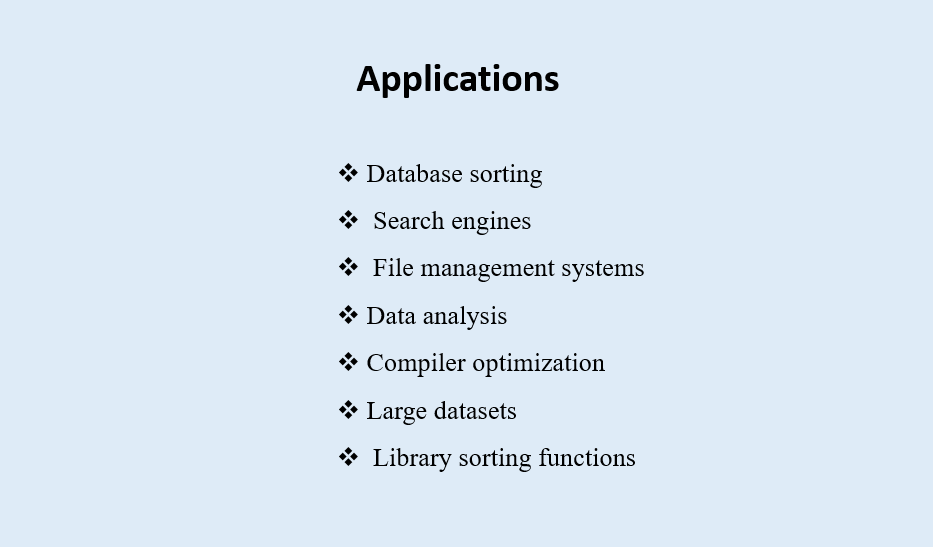 Applications
❖ Database sorting
❖ Search engines
❖ File management systems
❖ Data analysis
❖ Compiler optimization
❖ Large datasets
❖ Library sorting functions